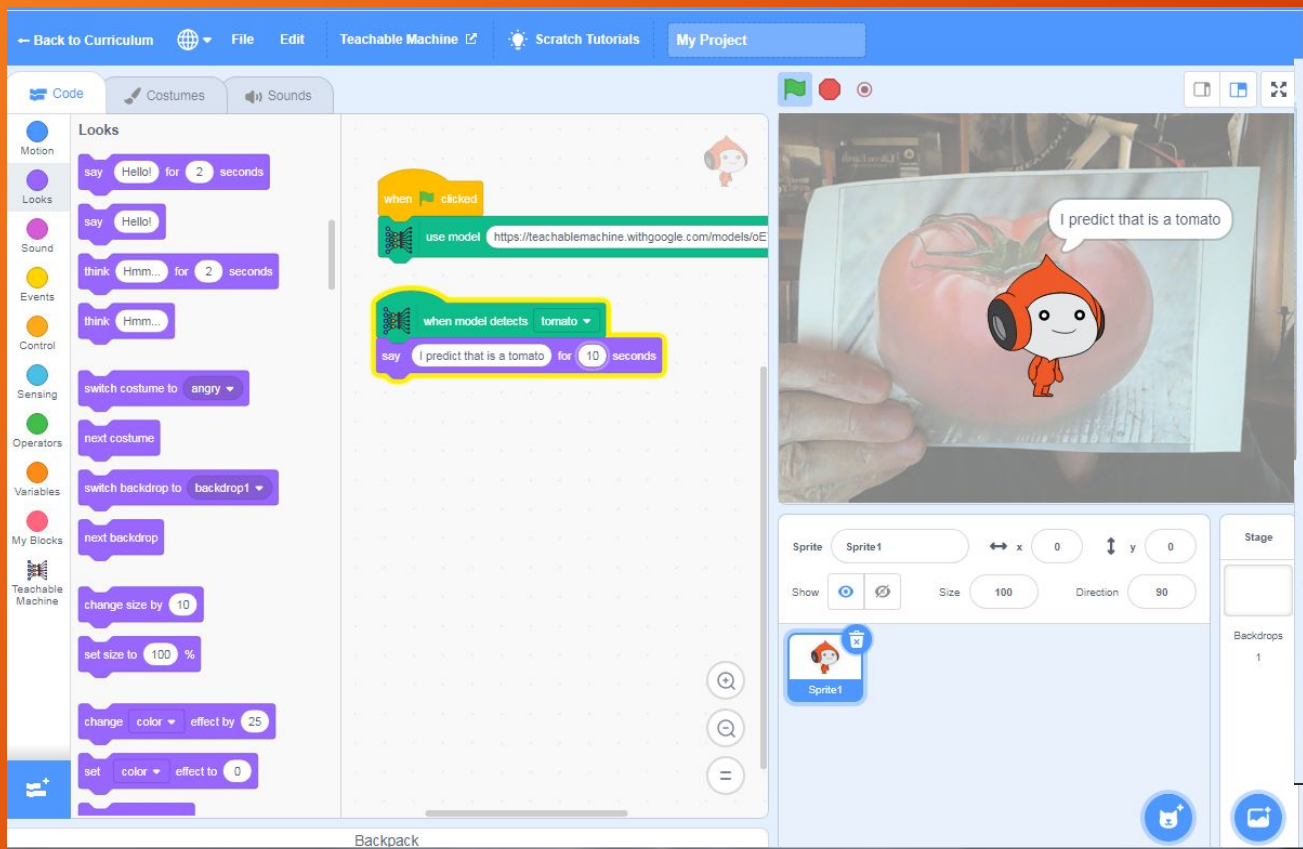 ← Back to Curriculum File Edit Teachable Machine Scratch Tutorials My Project
Code Costumes Sounds
Motion
Looks
Sound
Events
Control
Sensing
Operators
Variables
My Blocks
Teachable
Machine
Looks
say Hello! for 2 seconds
say Hello!
think Hmm... for 2 seconds
think Hmm...
switch costume to angry
next costume
switch backdrop to backdrop1
next backdrop
change size by 10
set size to 100 %
change color effect by 25
set color effect to 0
when clicked
use model https://teachablemachine.withgoogle.com/models/oE
when model detects tomato
say I predict that is a tomato for 10 seconds
=
Backpack
I predict that is a tomato
Sprite Sprite1 x 0 y 0
Show Size 100 Direction 90
Sprite1
Stage
Backdrops
1